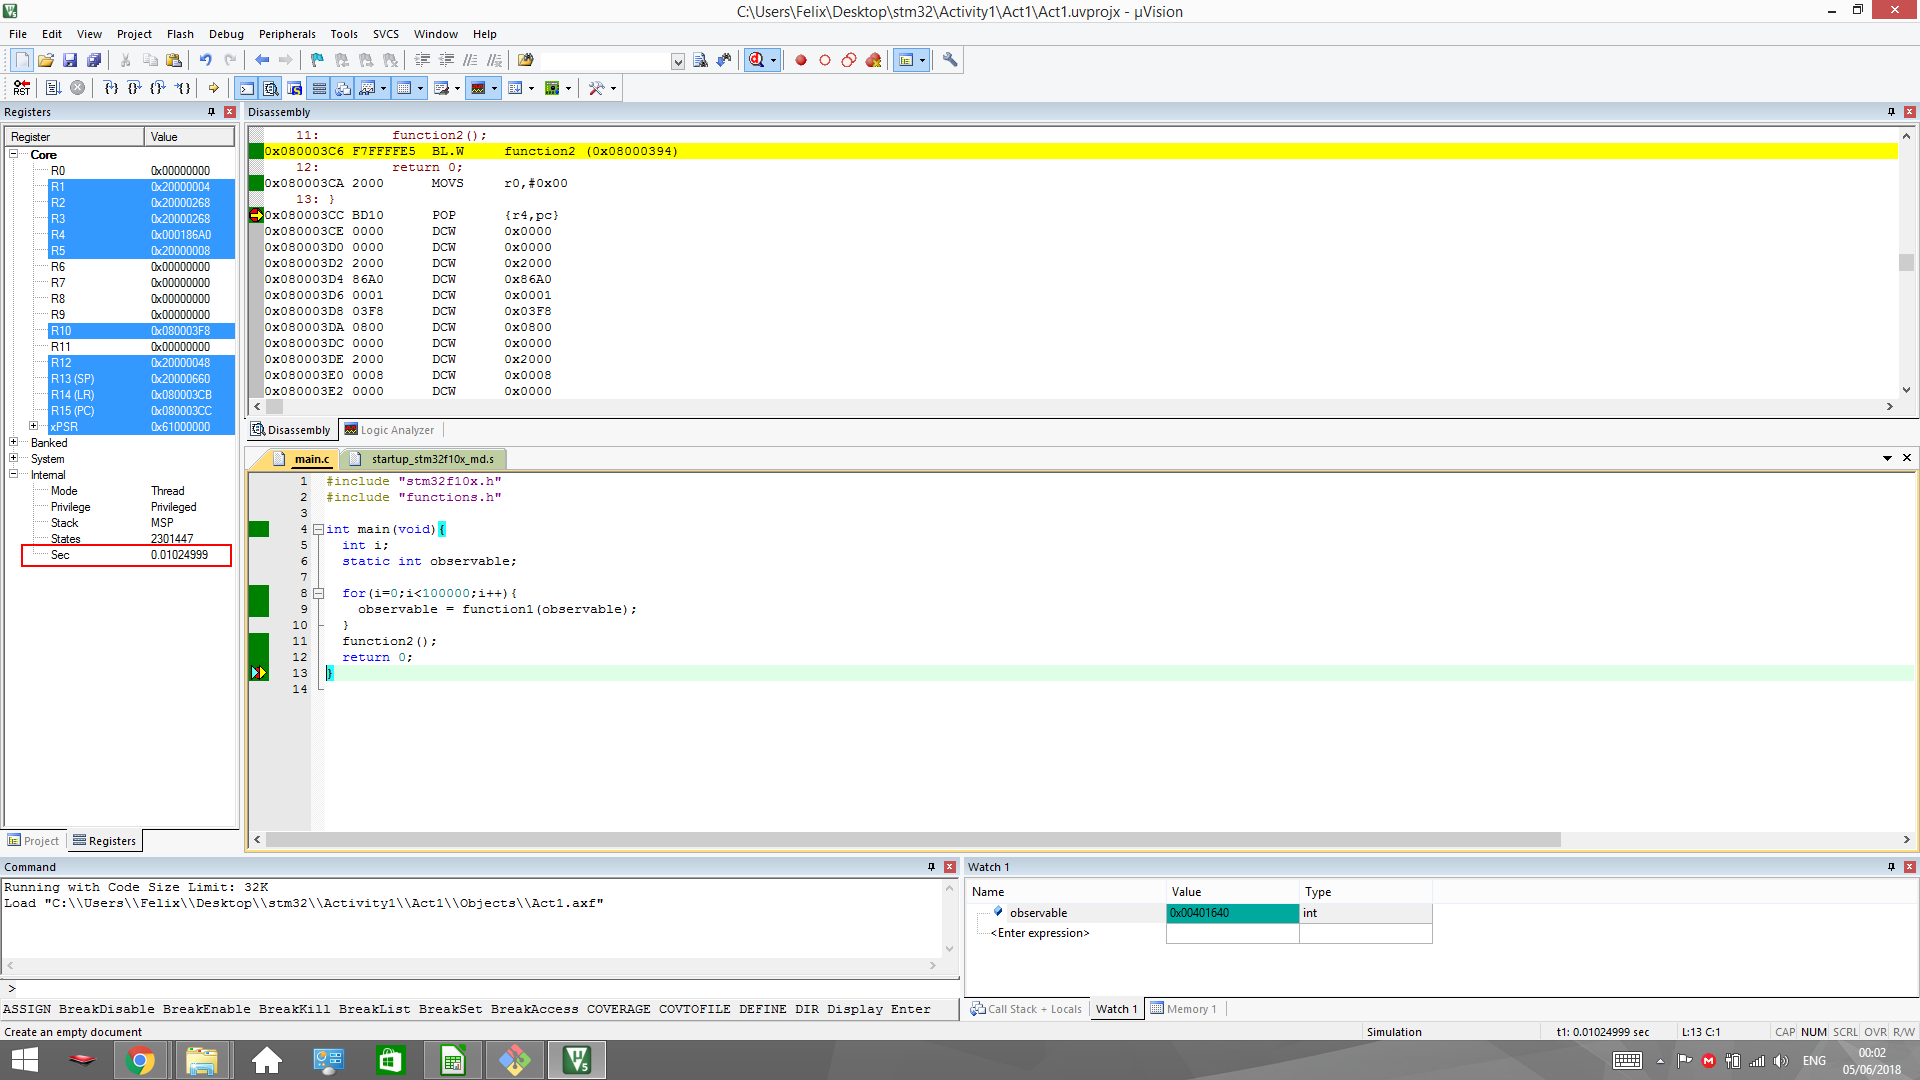 C:\Users\Felix\Desktop\stm32\Activity1\Act1\Act1.uvprojx - µVision
File Edit View Project Flash Debug Peripherals Tools SVCS Window Help
RST
Registers
Register Value
Core
R0 0x00000000
R1 0x20000004
R2 0x20000268
R3 0x20000268
R4 0x000186A0
R5 0x20000008
R6 0x00000000
R7 0x00000000
R8 0x00000000
R9 0x00000000
R10 0x080003F8
R11 0x00000000
R12 0x20000048
R13 (SP) 0x20000660
R14 (LR) 0x080003CB
R15 (PC) 0x080003CC
xPSR 0x61000000
Banked
System
Internal
Mode Thread
Privilege Privileged
Stack MSP
States 2301447
Sec 0.01024999
Project Registers
Disassembly
11: function2();
0x080003C6 F7FFFFE5 BL.W function2 (0x08000394)
12: return 0;
0x080003CA 2000 MOVS r0,#0x00
13: }
0x080003CC BD10 POP {r4,pc}
0x080003CE 0000 DCW 0x0000
0x080003D0 0000 DCW 0x0000
0x080003D2 2000 DCW 0x2000
0x080003D4 86A0 DCW 0x86A0
0x080003D6 0001 DCW 0x0001
0x080003D8 03F8 DCW 0x03F8
0x080003DA 0800 DCW 0x0800
0x080003DC 0000 DCW 0x0000
0x080003DE 2000 DCW 0x2000
0x080003E0 0008 DCW 0x0008
0x080003E2 0000 DCW 0x0000
Disassembly Logic Analyzer
main.c startup_stm32f10x_md.s
1 #include "stm32f10x.h"
2 #include "functions.h"
3
4 int main(void){
5 int i;
6 static int observable;
7
8 for(i=0;i<100000;i++){
9 observable = function1(observable);
10 }
11 function2();
12 return 0;
13 }
14
Command
Running with Code Size Limit: 32K
Load "C:\\Users\\Felix\\Desktop\\stm32\\Activity1\\Act1\\Objects\\Act1.axf"
>
ASSIGN BreakDisable BreakEnable BreakKill BreakList BreakSet BreakAccess COVERAGE COVTOFILE DEFINE DIR Display Enter
Watch 1
Name Value Type
observable 0x00401640 int
<Enter expression>
Call Stack + Locals Watch 1 Memory 1
Create an empty document Simulation t1: 0.01024999 sec L:13 C:1 CAP NUM SCRL OVR R/W
ENG 00:02
05/06/2018